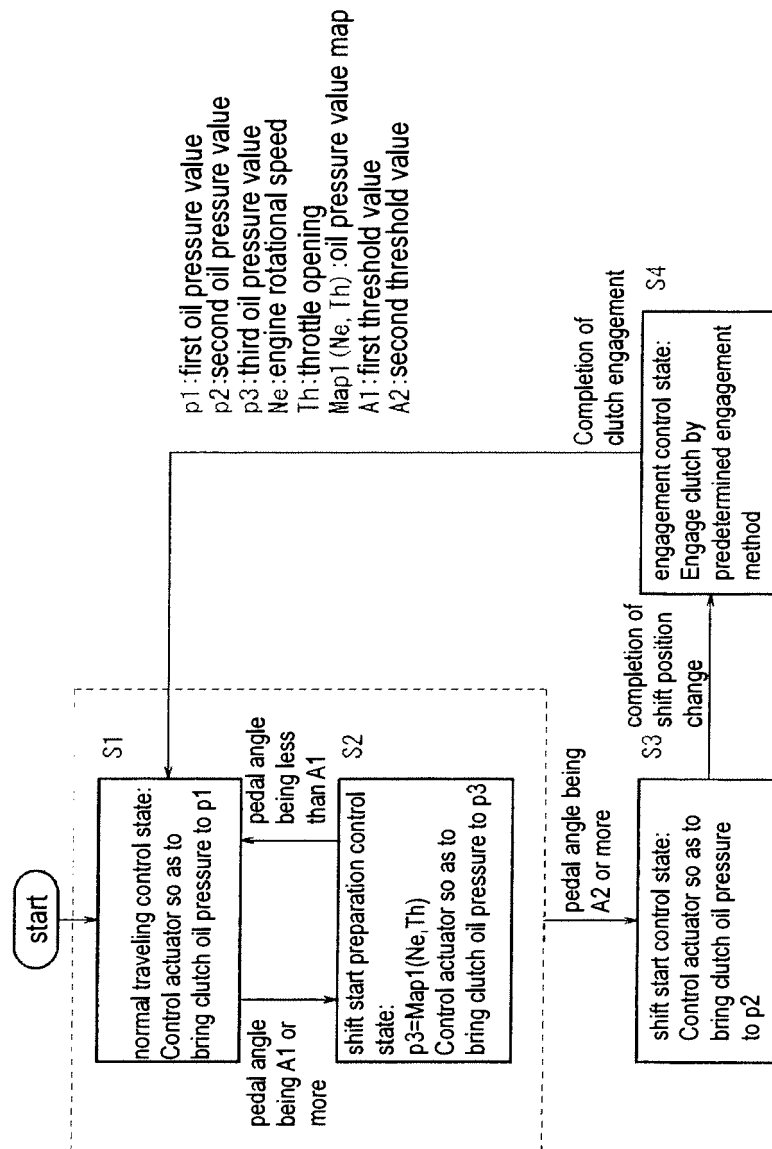 start
normal traveling control state:
Control actuator so as to
bring clutch oil pressure to p1
S1
pedal angle
being A1 or
more
pedal angle
being less
than A1
shift start preparation control
state:
p3=Map1(Ne,Th)
Control actuator so as to
bring clutch oil pressure to p3
S2
pedal angle being
A2 or more
shift start control state:
Control actuator so as to
bring clutch oil pressure
to p2
S3
completion of
shift position
change
engagement control state:
Engage clutch by
predetermined engagement
method
S4
Completion of
clutch engagement
p1:first oil pressure value
p2:second oil pressure value
p3:third oil pressure value
Ne:engine rotational speed
Th:throttle opening
Map1(Ne, Th):oil pressure value map
A1:first threshold value
A2:second threshold value